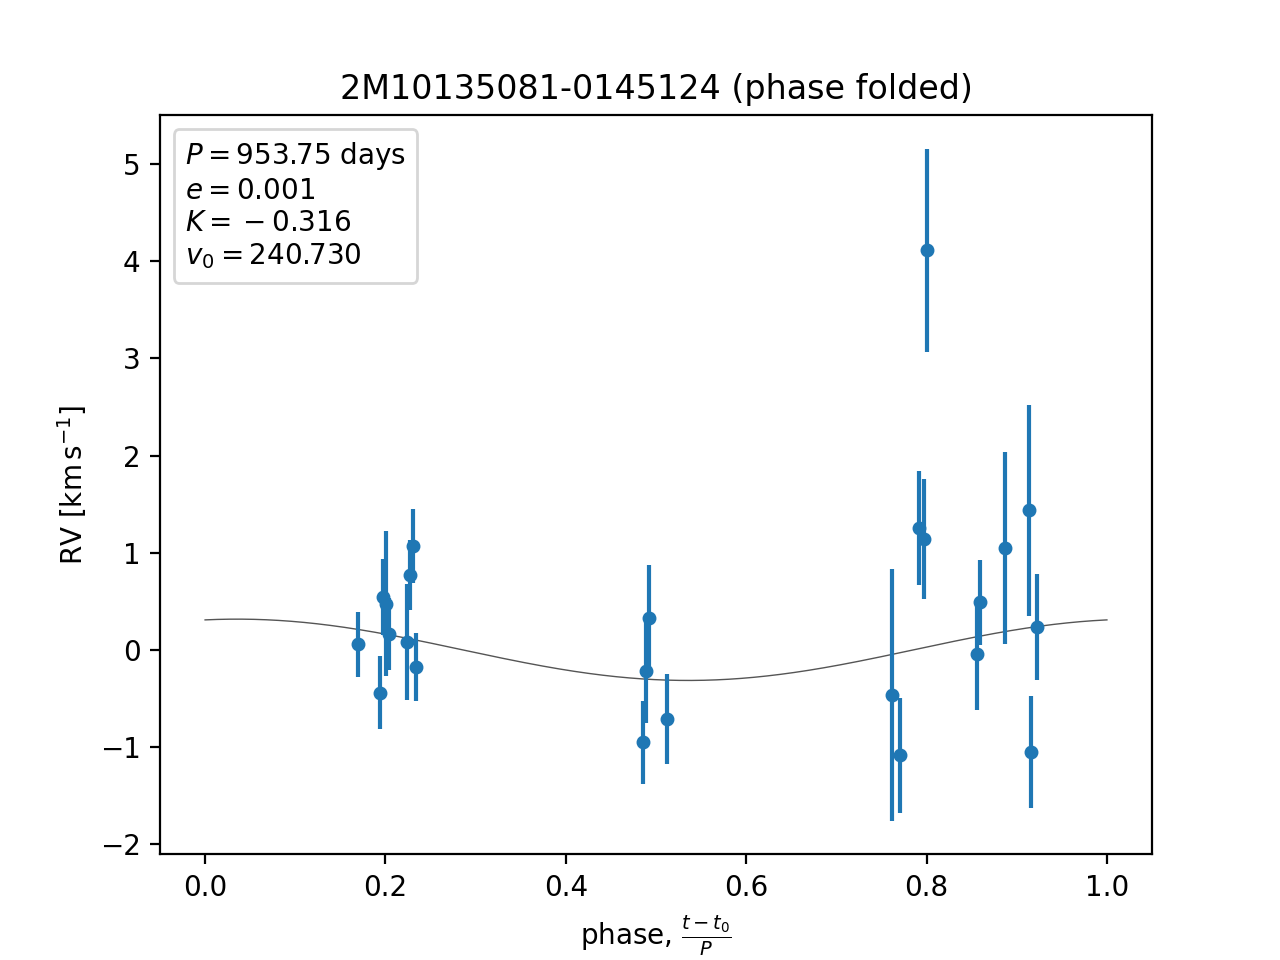 2M10135081-0145124 (phase folded)
P = 953.75 days
e = 0.001
K = −0.316
v₀ = 240.730
5
4
3
2
1
0
−1
−2
RV [km s⁻¹]
0.0 0.2 0.4 0.6 0.8 1.0
phase, (t − t₀)/P